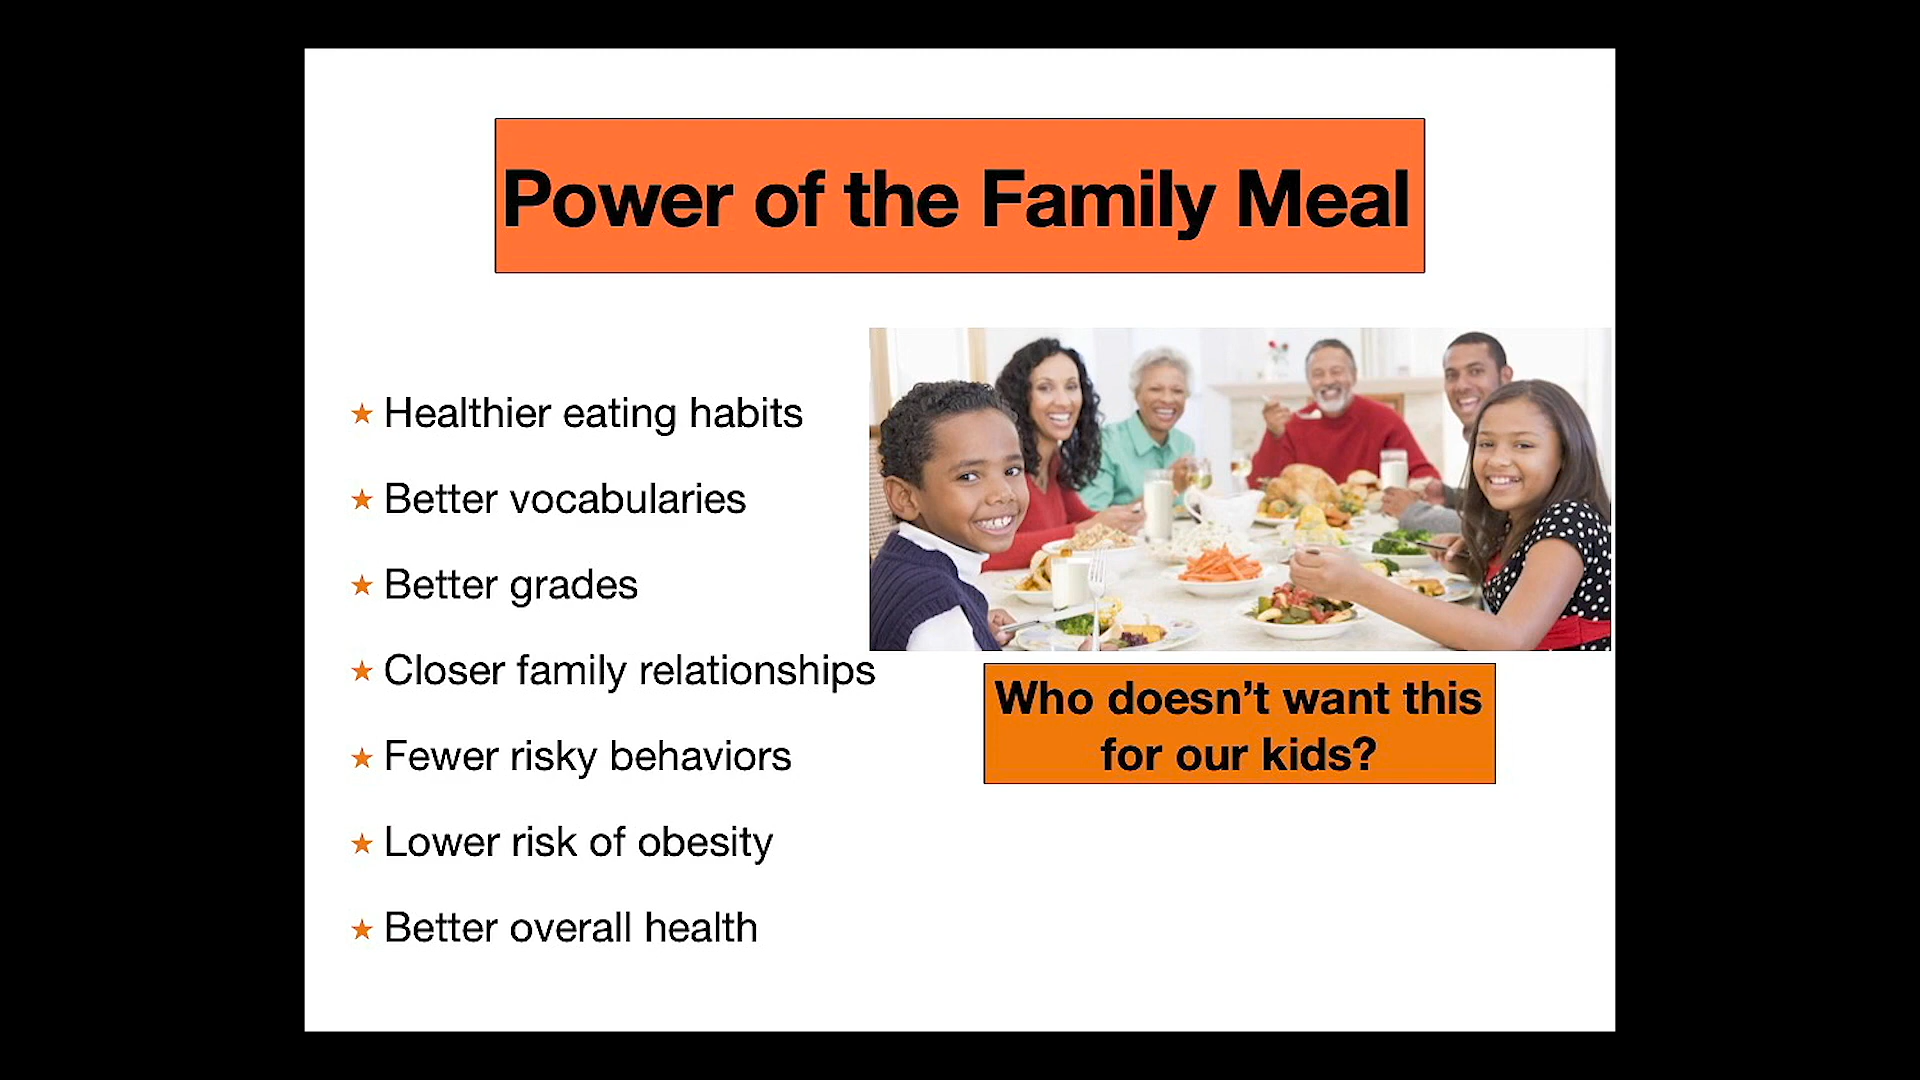 Power of the Family Meal
Healthier eating habits
Better vocabularies
Better grades
Closer family relationships
Fewer risky behaviors
Lower risk of obesity
Better overall health
Who doesn’t want this
for our kids?